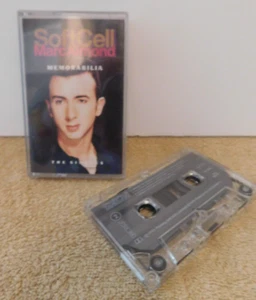 Soft Cell
Marc Almond
MEMORABILIA
THE SINGLES